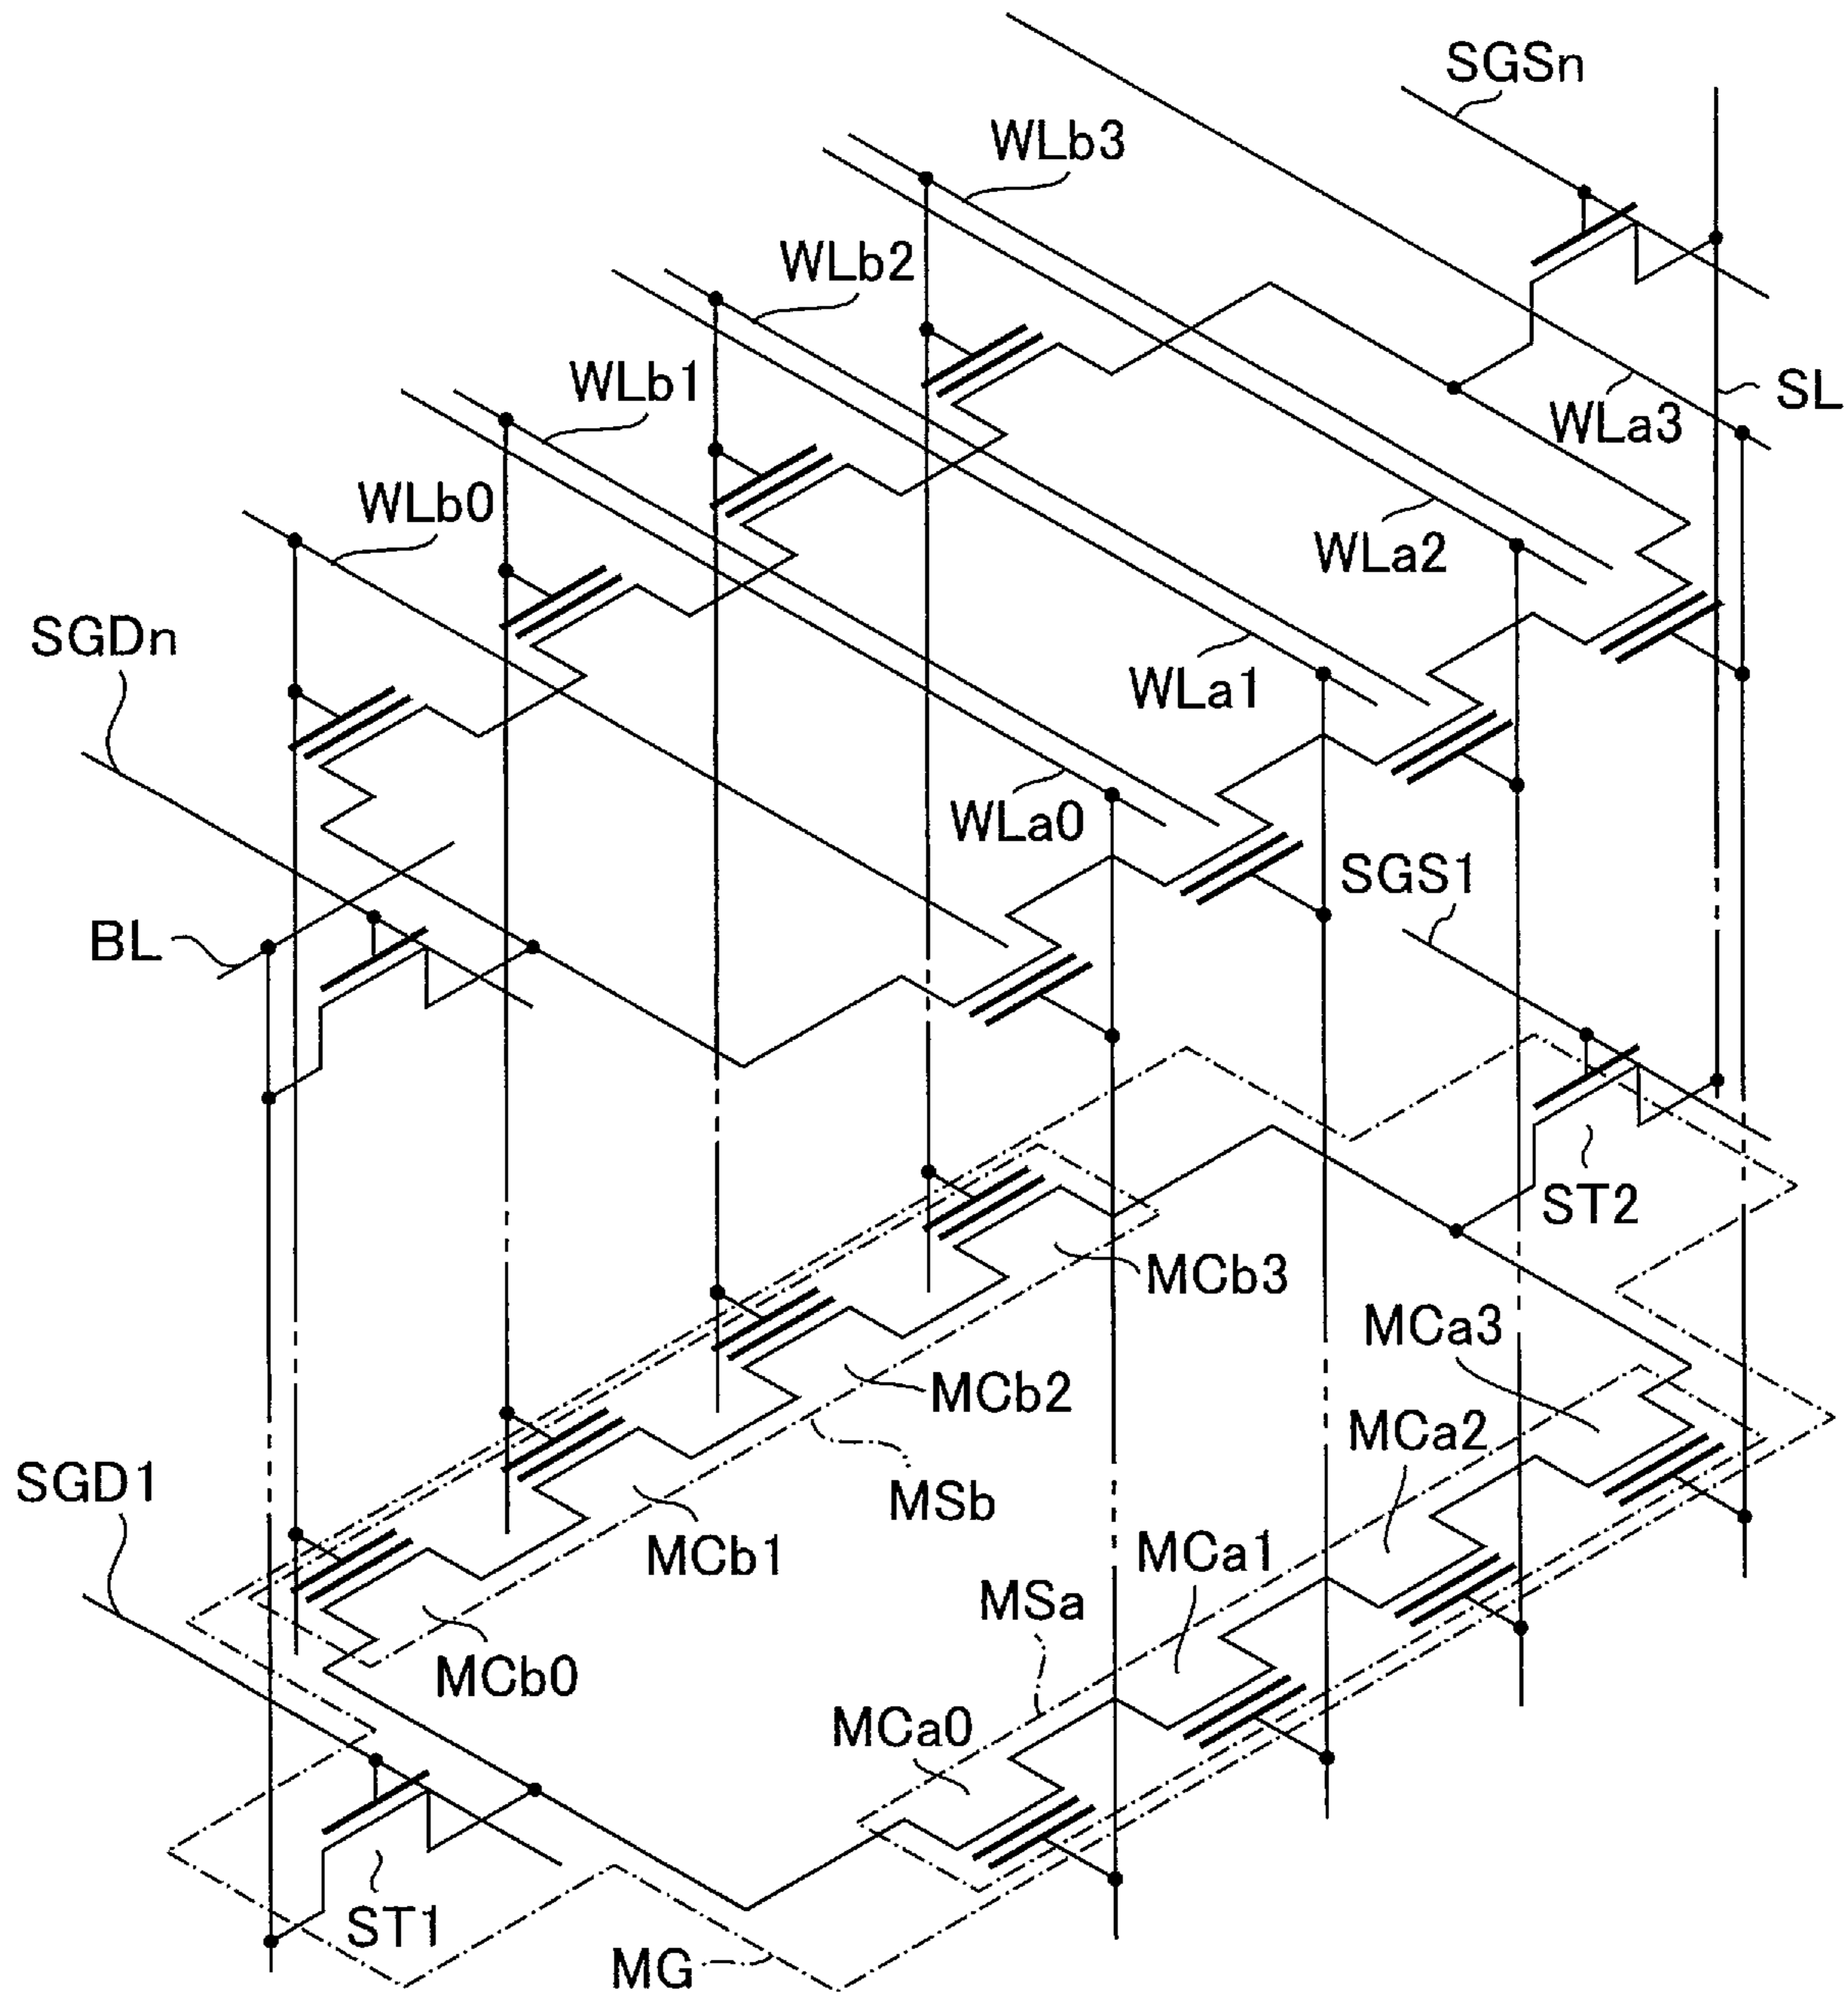 SGSn
WLb3
WLb2
WLb1
SL
WLa3
WLb0
WLa2
SGDn
WLa1
WLa0
SGS1
BL
ST2
MCb3
MCa3
MCb2
MCa2
SGD1
MSb
MCb1
MCa1
MSa
MCb0
MCa0
ST1
MG